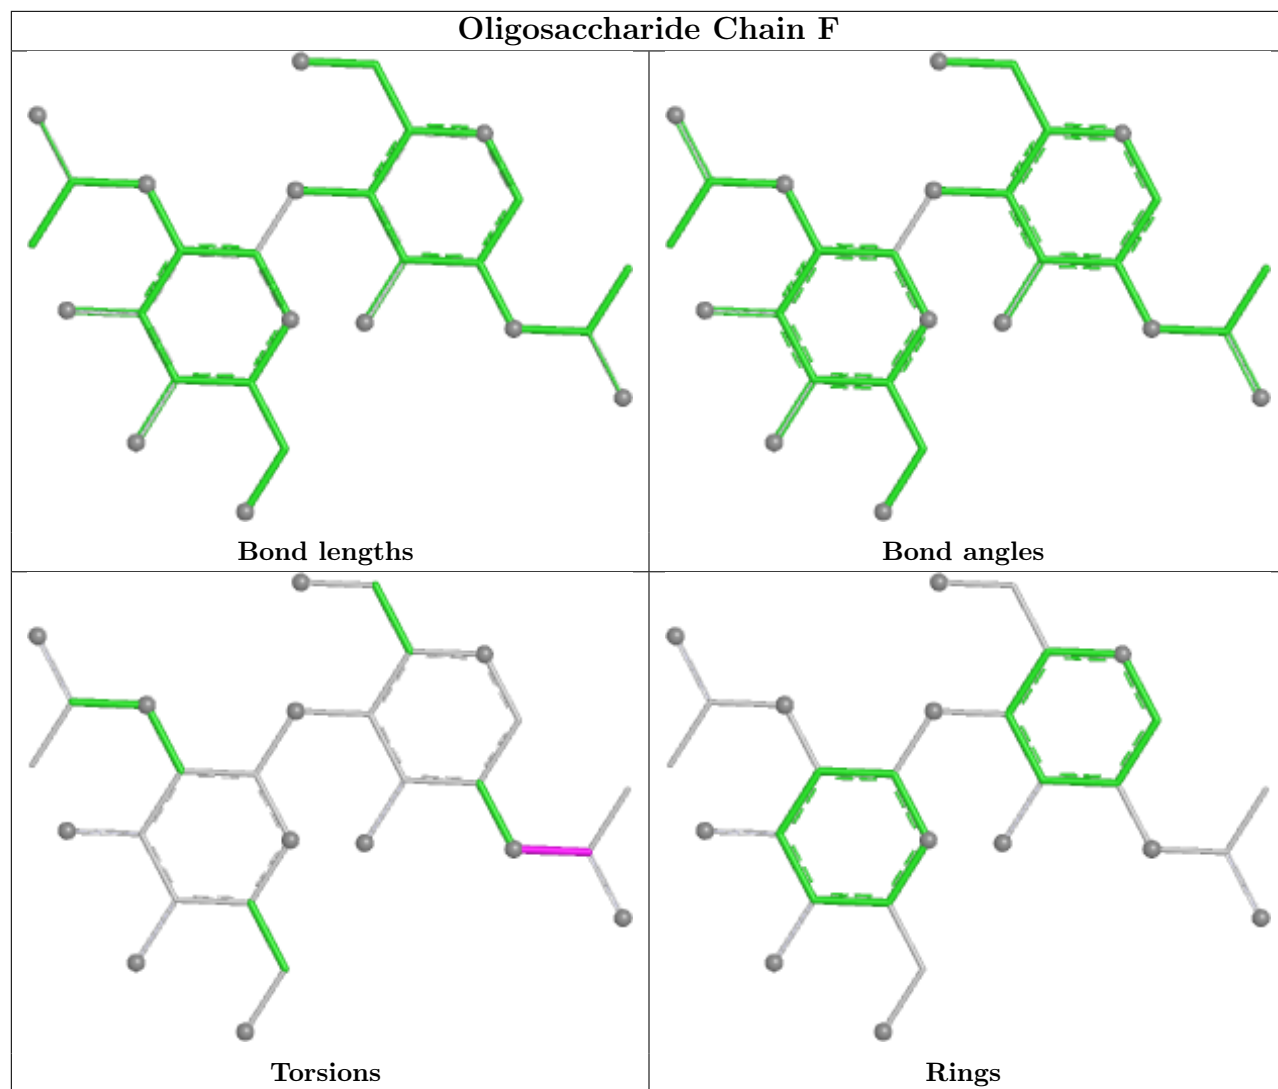 Oligosaccharide Chain F
Bond lengths
Bond angles
Torsions
Rings